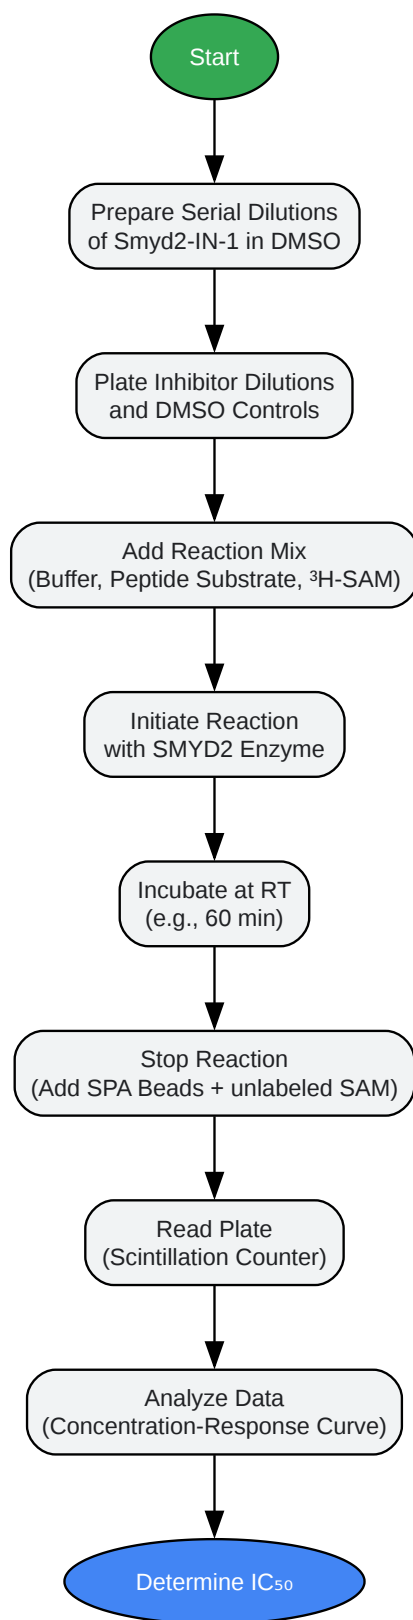 Start
Prepare Serial Dilutions
of Smyd2-IN-1 in DMSO
Plate Inhibitor Dilutions
and DMSO Controls
Add Reaction Mix
(Buffer, Peptide Substrate, ³H-SAM)
Initiate Reaction
with SMYD2 Enzyme
Incubate at RT
(e.g., 60 min)
Stop Reaction
(Add SPA Beads + unlabeled SAM)
Read Plate
(Scintillation Counter)
Analyze Data
(Concentration-Response Curve)
Determine IC₅₀